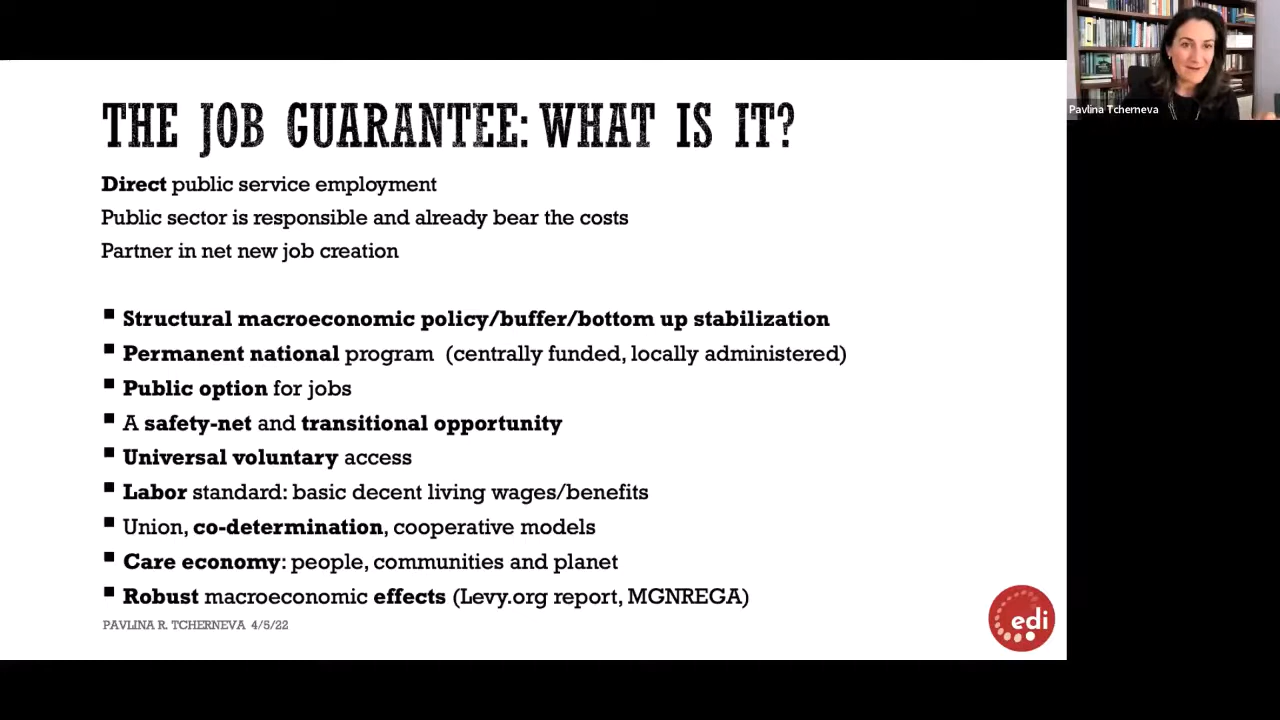 THE JOB GUARANTEE: WHAT IS IT?
Direct public service employment
Public sector is responsible and already bear the costs
Partner in net new job creation
▪ Structural macroeconomic policy/buffer/bottom up stabilization
▪ Permanent national program (centrally funded, locally administered)
▪ Public option for jobs
▪ A safety-net and transitional opportunity
▪ Universal voluntary access
▪ Labor standard: basic decent living wages/benefits
▪ Union, co-determination, cooperative models
▪ Care economy: people, communities and planet
▪ Robust macroeconomic effects (Levy.org report, MGNREGA)
PAVLINA R. TCHERNEVA 4/5/22
edi
Pavlina Tcherneva